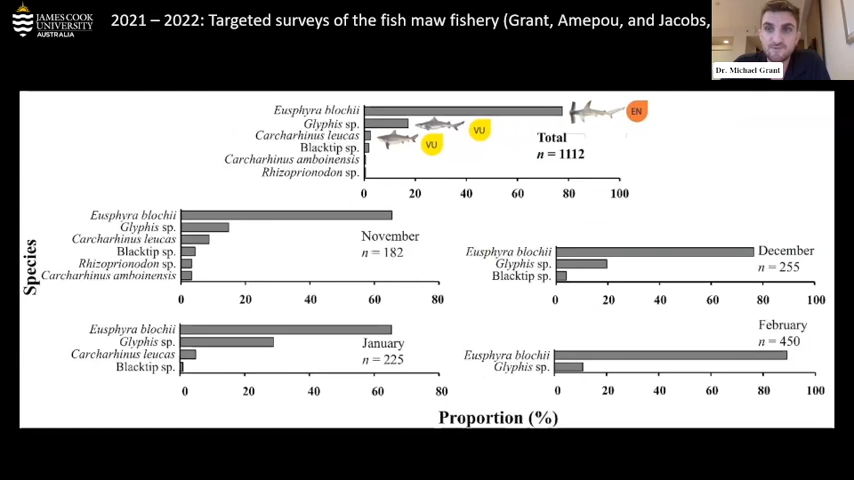 JAMES COOK
UNIVERSITY
AUSTRALIA
2021 – 2022: Targeted surveys of the fish maw fishery (Grant, Amepou, and Jacobs,
Dr. Michael Grant
Eusphyra blochii
EN
Glyphis sp.
VU
Carcharhinus leucas
VU
Blacktip sp.
Carcharhinus amboinensis
Rhizoprionodon sp.
Total
n = 1112
0 20 40 60 80 100
Species
Eusphyra blochii
Glyphis sp.
Carcharhinus leucas
Blacktip sp.
Rhizoprionodon sp.
Carcharhinus amboinensis
November
n = 182
0 20 40 60 80
Eusphyra blochii
Glyphis sp.
Blacktip sp.
December
n = 255
0 20 40 60 80 100
Eusphyra blochii
Glyphis sp.
Carcharhinus leucas
Blacktip sp.
January
n = 225
0 20 40 60 80
February
n = 450
Eusphyra blochii
Glyphis sp.
0 20 40 60 80 100
Proportion (%)